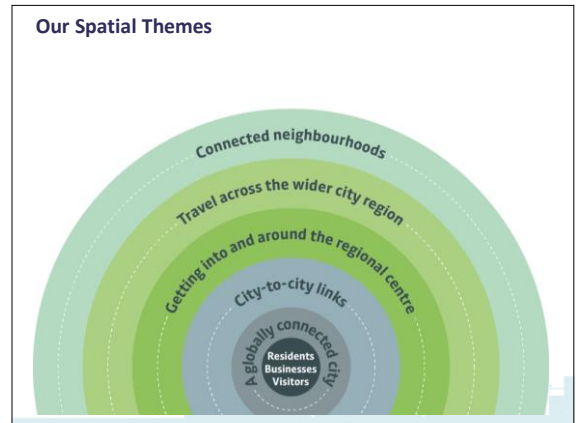 Our Spatial Themes
Connected neighbourhoods
Travel across the wider city region
Getting into and around the regional centre
City-to-city links
A globally connected city
Residents
Businesses
Visitors